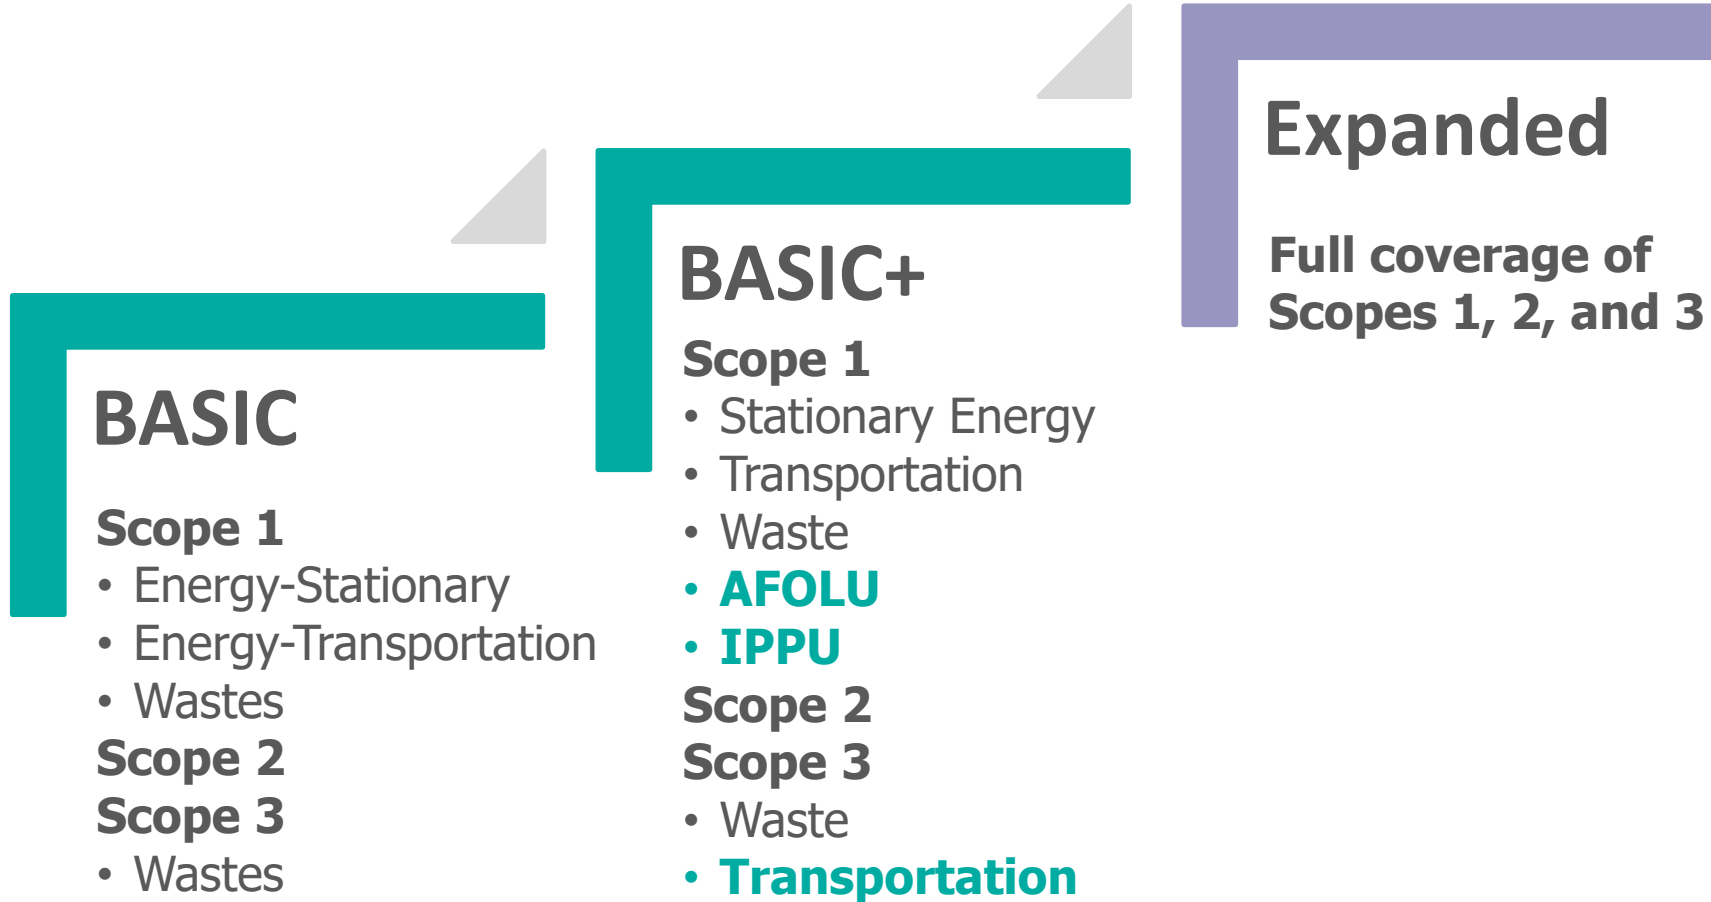 BASIC
Scope 1
• Energy-Stationary
• Energy-Transportation
• Wastes
Scope 2
Scope 3
• Wastes
BASIC+
Scope 1
• Stationary Energy
• Transportation
• Waste
• AFOLU
• IPPU
Scope 2
Scope 3
• Waste
• Transportation
Expanded
Full coverage of
Scopes 1, 2, and 3